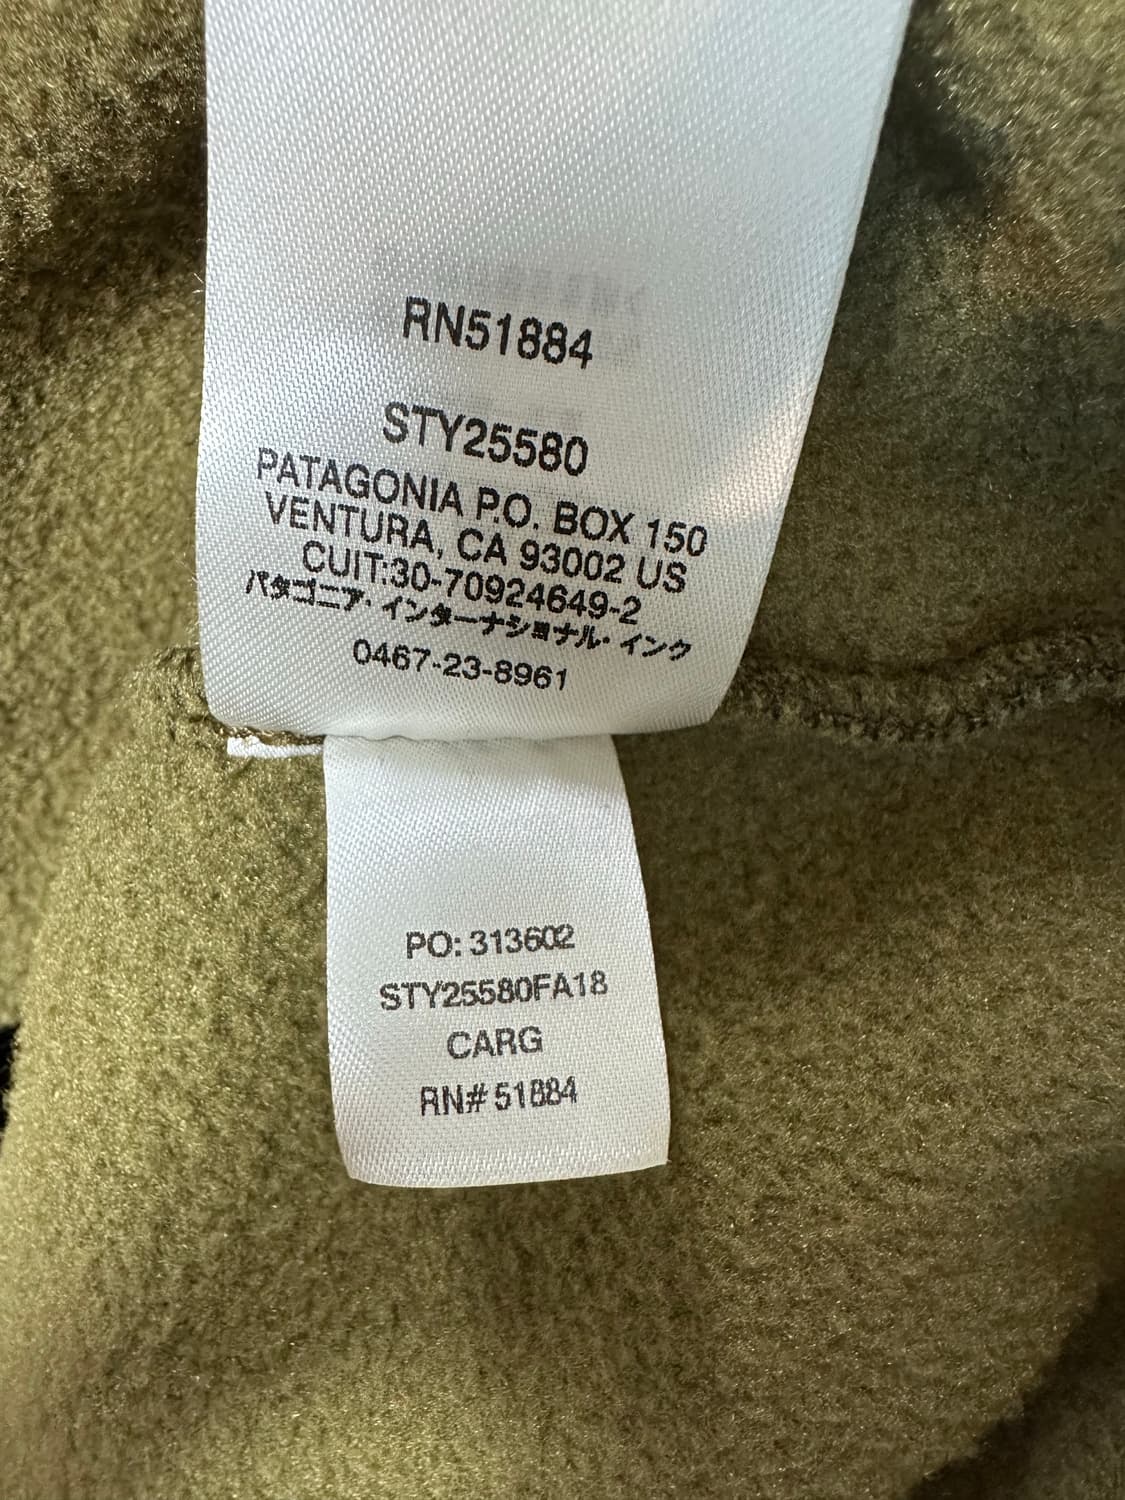 RN51884
STY25580
PATAGONIA P.O. BOX 150
VENTURA, CA 93002 US
CUIT:30-70924649-2
パタゴニア・インターナショナル・インク
0467-23-8961
PO: 313602
STY25580FA18
CARG
RN# 51884